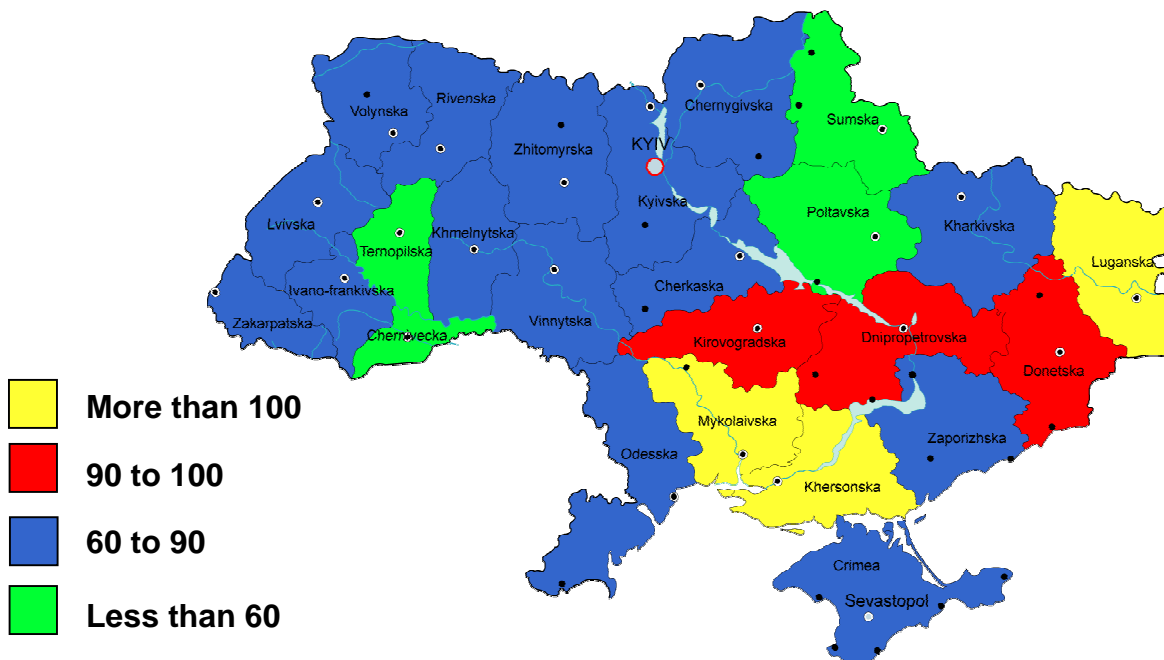 Volynska
Rivenska
Zhitomyrska
KYIV
Chernygivska
Sumska
Kyivska
Lvivska
Ternopilska
Khmelnytska
Poltavska
Kharkivska
Luganska
Ivano-frankivska
Zakarpatska
Chernivecka
Vinnytska
Cherkaska
Kirovogradska
Dnipropetrovska
Donetska
Mykolaivska
Odesska
Zaporizhska
Khersonska
Crimea
Sevastopol
More than 100
90 to 100
60 to 90
Less than 60